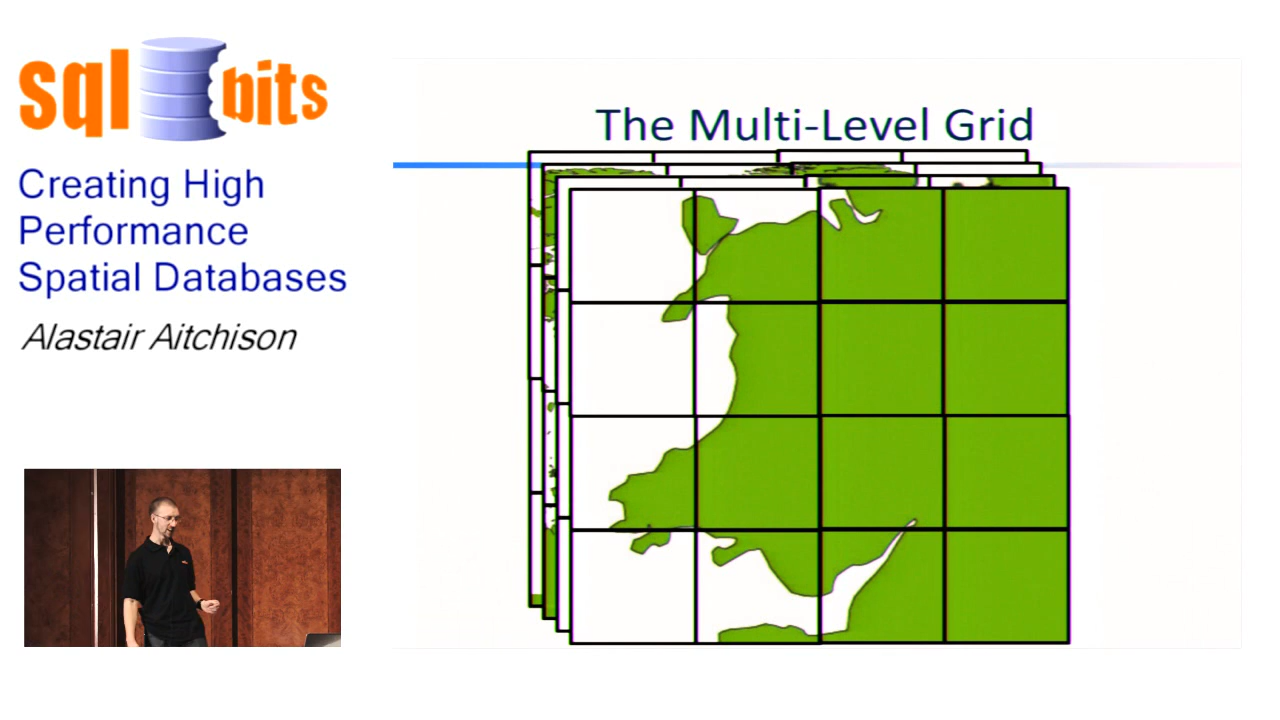 sql bits
Creating High
Performance
Spatial Databases
Alastair Aitchison
The Multi-Level Grid